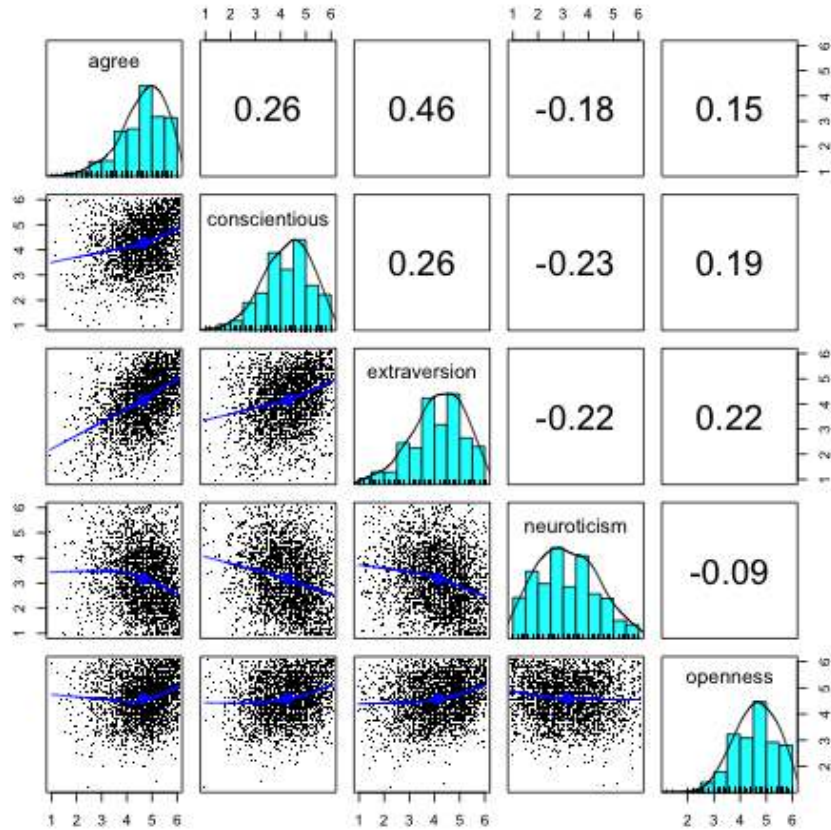 1 2 3 4 5 6
1 2 3 4 5 6
agree
0.26
0.46
-0.18
0.15
1 2 3 4 5 6
1 2 3 4 5 6
conscientious
0.26
-0.23
0.19
extraversion
-0.22
0.22
1 2 3 4 5 6
1 2 3 4 5 6
neuroticism
-0.09
openness
2 3 4 5 6
1 2 3 4 5 6
1 2 3 4 5 6
2 3 4 5 6